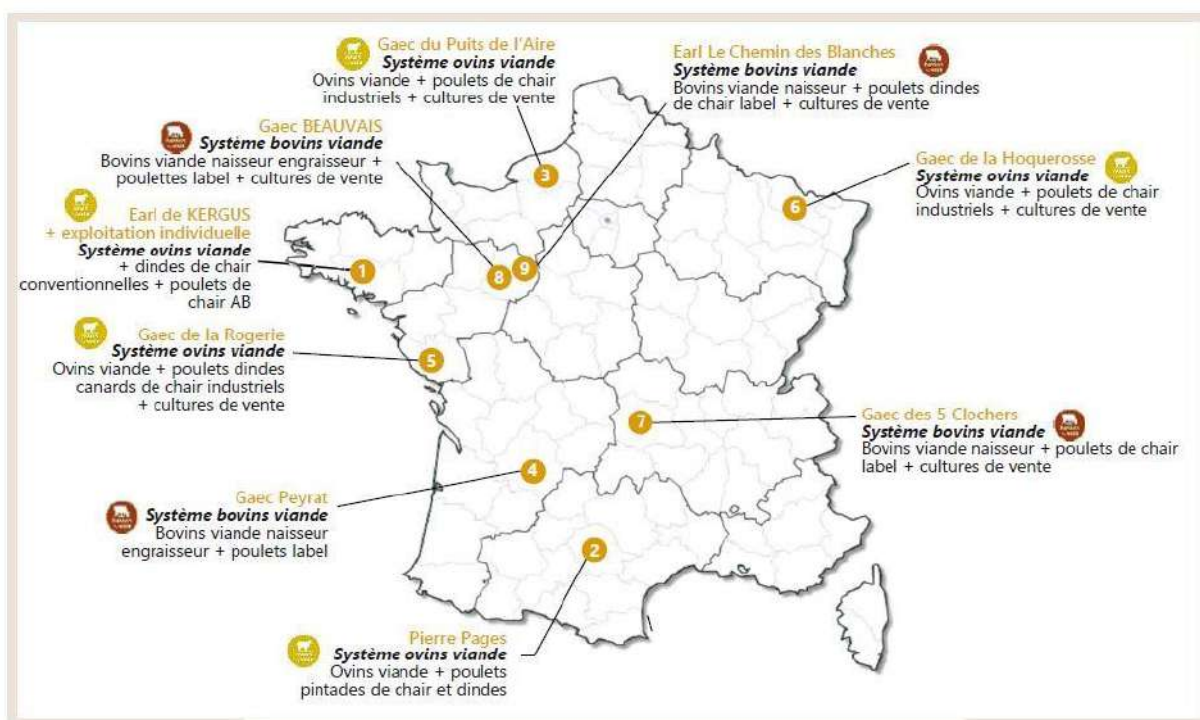 Gaec du Puits de l'Aire
Système ovins viande
Ovins viande + poulets de chair
industriels + cultures de vente
Earl Le Chemin des Blanches
Système bovins viande
Bovins viande naisseur + poulets dindes
de chair label + cultures de vente
Gaec BEAUVAIS
Système bovins viande
Bovins viande naisseur engraisseur +
poulettes label + cultures de vente
Gaec de la Hoquerosse
Système ovins viande
Ovins viande + poulets de chair
industriels + cultures de vente
Earl de KERGUS
+ exploitation individuelle
Système ovins viande
+ dindes de chair
conventionnelles + poulets de
chair AB
Gaec de la Rogerie
Système ovins viande
Ovins viande + poulets dindes
canards de chair industriels
+ cultures de vente
Gaec des 5 Clochers
Système bovins viande
Bovins viande naisseur + poulets de chair
label + cultures de vente
Gaec Peyrat
Système bovins viande
Bovins viande naisseur
engraisseur + poulets label
Pierre Pages
Système ovins viande
Ovins viande + poulets
pintades de chair et dindes
3
6
1
8
9
5
7
4
2